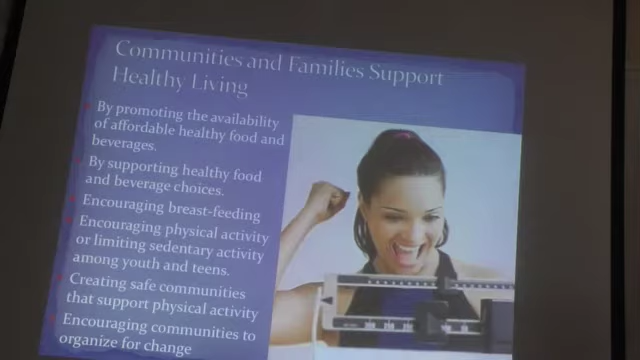 Communities and Families Support
Healthy Living
By promoting the availability
of affordable healthy food and
beverages.
By supporting healthy food
and beverage choices.
Encouraging breast-feeding
Encouraging physical activity
or limiting sedentary activity
among youth and teens.
Creating safe communities
that support physical activity
Encouraging communities to
organize for change